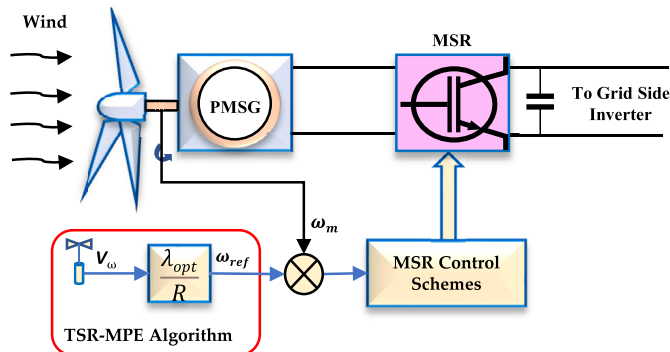 Wind
MSR
PMSG
To Grid Side
Inverter
ω_m
V_ω
λ_opt
R
ω_ref
MSR Control
Schemes
TSR-MPE Algorithm